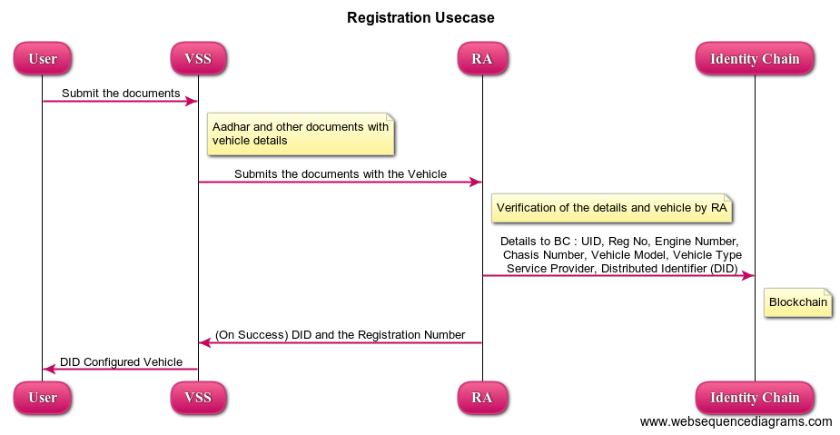 Registration Usecase
User
VSS
RA
Identity Chain
Submit the documents
Aadhar and other documents with
vehicle details
Submits the documents with the Vehicle
Verification of the details and vehicle by RA
Details to BC : UID, Reg No, Engine Number,
Chasis Number, Vehicle Model, Vehicle Type
Service Provider, Distributed Identifier (DID)
Blockchain
(On Success) DID and the Registration Number
DID Configured Vehicle
User
VSS
RA
Identity Chain
www.websequencediagrams.com